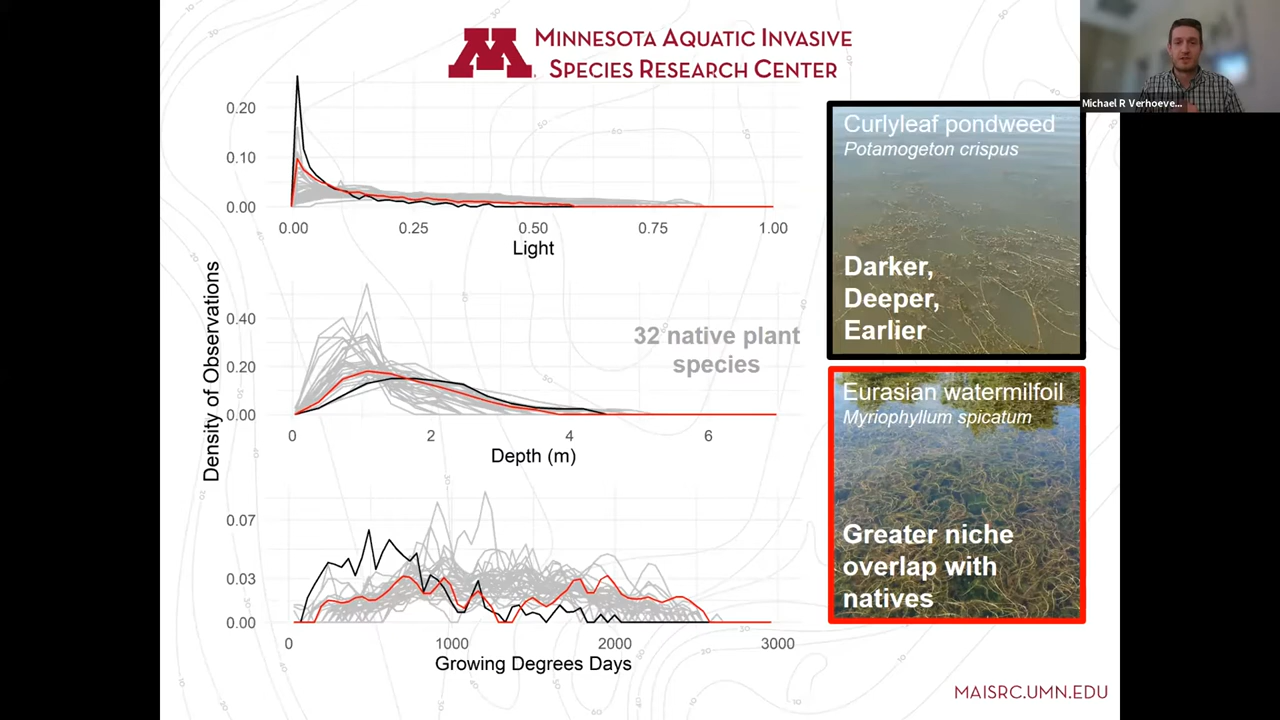 MINNESOTA AQUATIC INVASIVE
SPECIES RESEARCH CENTER
Michael R Verhoeve...
Density of Observations
0.20
0.10
0.00
0.00 0.25 0.50 0.75 1.00
Light
0.40
0.20
0.00
32 native plant
species
0 2 4 6
Depth (m)
0.07
0.03
0.00
0 1000 2000 3000
Growing Degrees Days
Curlyleaf pondweed
Potamogeton crispus
Darker,
Deeper,
Earlier
Eurasian watermilfoil
Myriophyllum spicatum
Greater niche
overlap with
natives
MAISRC.UMN.EDU